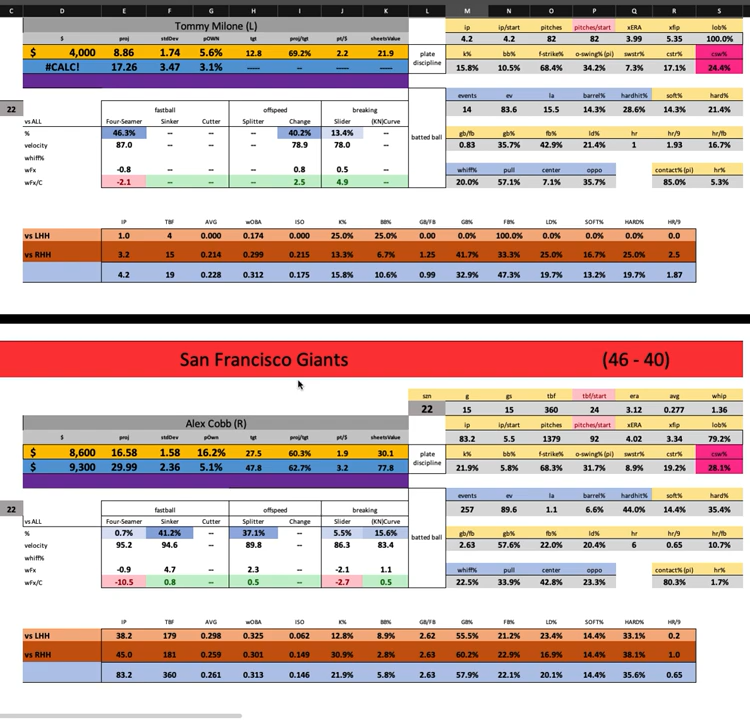 C D E F G H I J K L M N O P Q R S
Tommy Milone (L) ip ip/start pitches pitches/start xERA xfip lob%
$ proj stdDev pOWN tgt proj/tgt pt/$ sheetsValue 4.2 4.2 82 82 3.99 5.35 100.0%
$ 4,000 8.86 1.74 5.6% 12.8 69.2% 2.2 21.9 plate discipline k% bb% f-strike% o-swing% (pi) swstr% cstr% csw%
#CALC! 17.26 3.47 3.1% ---- ---- -- ---- 15.8% 10.5% 68.4% 34.2% 7.3% 17.1% 24.4%
events ev la barrel% hardhit% soft% hard%
22 fastball offspeed breaking 14 83.6 15.5 14.3% 28.6% 14.3% 21.4%
vs ALL Four-Seamer Sinker Cutter Splitter Change Slider (KN)Curve batted ball
% 46.3% -- -- -- 40.2% 13.4% -- gb/fb gb% fb% ld% hr hr/9 hr/fb
velocity 87.0 -- -- -- 78.9 78.0 -- 0.83 35.7% 42.9% 21.4% 1 1.93 16.7%
whiff%
wFx -0.8 -- -- -- 0.8 0.5 -- whiff% pull center oppo contact% (pi) hr%
wFx/C -2.1 -- -- -- 2.5 4.9 -- 20.0% 57.1% 7.1% 35.7% 85.0% 5.3%
IP TBF AVG wOBA ISO K% BB% GB/FB GB% FB% LD% SOFT% HARD% HR/9
vs LHH 1.0 4 0.000 0.174 0.000 25.0% 25.0% 0.00 0.0% 100.0% 0.0% 0.0% 0.0% 0.0
vs RHH 3.2 15 0.214 0.299 0.215 13.3% 6.7% 1.25 41.7% 33.3% 25.0% 16.7% 25.0% 2.5
4.2 19 0.228 0.312 0.175 15.8% 10.6% 0.99 32.9% 47.3% 19.7% 13.2% 19.7% 1.87
San Francisco Giants (46 - 40)
szn g gs tbf tbf/start era avg whip
22 15 15 360 24 3.12 0.277 1.36
Alex Cobb (R) ip ip/start pitches pitches/start xERA xfip lob%
$ proj stdDev pOwn tgt proj/tgt pt/$ sheetsValue 83.2 5.5 1379 92 4.02 3.34 79.2%
$ 8,600 16.58 1.58 16.2% 27.5 60.3% 1.9 30.1 plate discipline k% bb% f-strike% o-swing% (pi) swstr% cstr% csw%
$ 9,300 29.99 2.36 5.1% 47.8 62.7% 3.2 77.8 21.9% 5.8% 68.3% 31.7% 8.9% 19.2% 28.1%
events ev la barrel% hardhit% soft% hard%
22 fastball offspeed breaking 257 89.6 1.1 6.6% 44.0% 14.4% 35.4%
vs ALL Four-Seamer Sinker Cutter Splitter Change Slider (KN)Curve batted ball
% 0.7% 41.2% -- 37.1% -- 5.5% 15.6% gb/fb gb% fb% ld% hr hr/9 hr/fb
velocity 95.2 94.6 -- 89.8 -- 86.3 83.4 2.63 57.6% 22.0% 20.4% 6 0.65 10.7%
whiff%
wFx -0.9 4.7 -- 2.3 -- -2.1 1.1 whiff% pull center oppo contact% (pi) hr%
wFx/C -10.5 0.8 -- 0.5 -- -2.7 0.5 22.5% 33.9% 42.8% 23.3% 80.3% 1.7%
IP TBF AVG wOBA ISO K% BB% GB/FB GB% FB% LD% SOFT% HARD% HR/9
vs LHH 38.2 179 0.298 0.325 0.062 12.8% 8.9% 2.62 55.5% 21.2% 23.4% 14.4% 33.1% 0.2
vs RHH 45.0 181 0.259 0.301 0.149 30.9% 2.8% 2.63 60.2% 22.9% 16.9% 14.4% 38.1% 1.0
83.2 360 0.261 0.313 0.146 21.9% 5.8% 2.63 57.9% 22.1% 20.1% 14.4% 35.6% 0.65